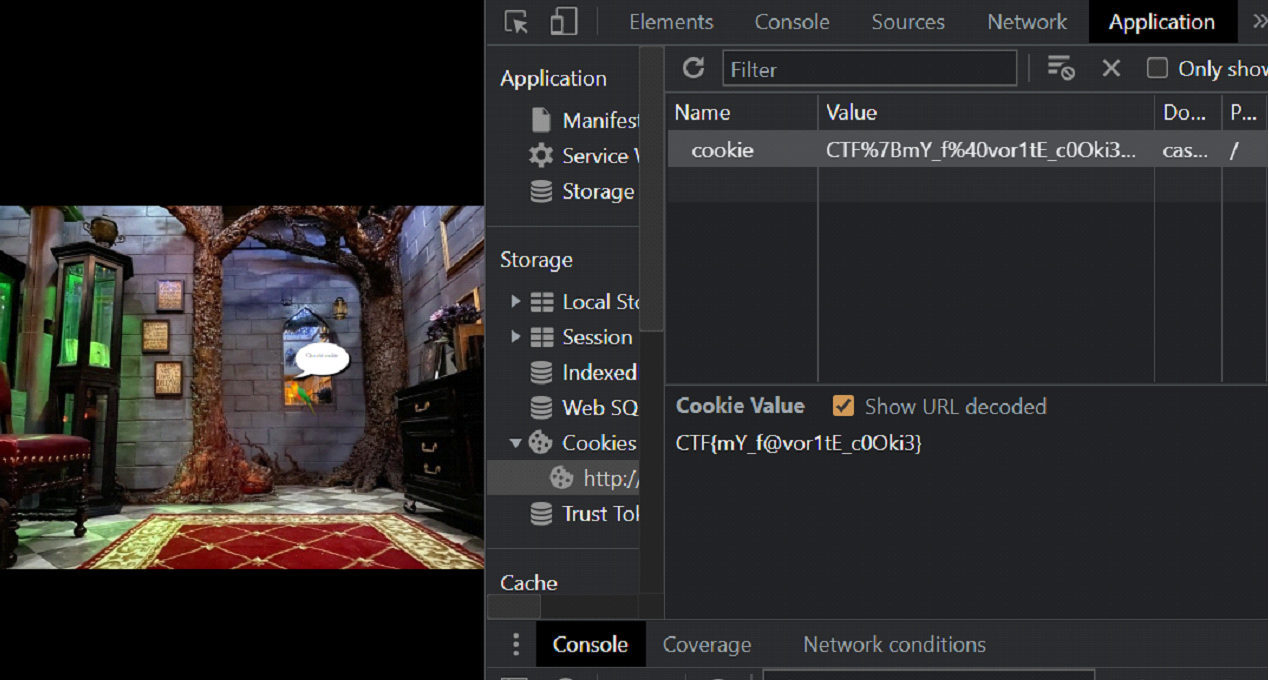 Elements Console Sources Network Application
Application
Manifest
Service
Storage
Storage
Local Sto
Session
Indexed
Web SQ
Cookies
http:/
Trust Tok
Cache
Filter
Only show
Name Value Do... P...
cookie CTF%7BmY_f%40vor1tE_c0Oki3... cas... /
Cookie Value Show URL decoded
CTF{mY_f@vor1tE_c0Oki3}
Console Coverage Network conditions